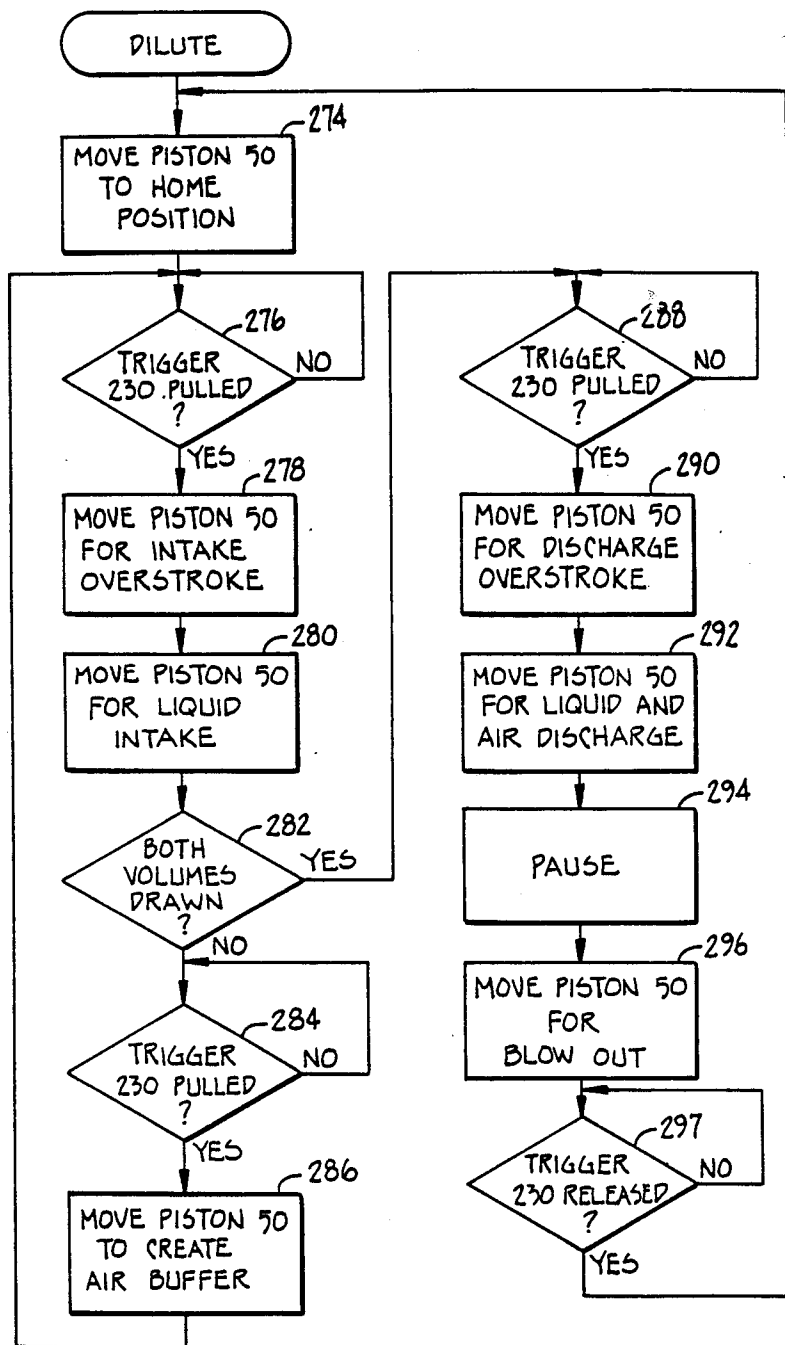 DILUTE
274
MOVE PISTON 50
TO HOME
POSITION
276
TRIGGER
230 PULLED
?
NO
YES
278
MOVE PISTON 50
FOR INTAKE
OVERSTROKE
280
MOVE PISTON 50
FOR LIQUID
INTAKE
282
BOTH
VOLUMES
DRAWN
?
YES
NO
284
TRIGGER
230 PULLED
?
NO
YES
286
MOVE PISTON 50
TO CREATE
AIR BUFFER
288
TRIGGER
230 PULLED
?
NO
YES
290
MOVE PISTON 50
FOR DISCHARGE
OVERSTROKE
292
MOVE PISTON 50
FOR LIQUID AND
AIR DISCHARGE
294
PAUSE
296
MOVE PISTON 50
FOR
BLOW OUT
297
TRIGGER
230 RELEASED
?
NO
YES